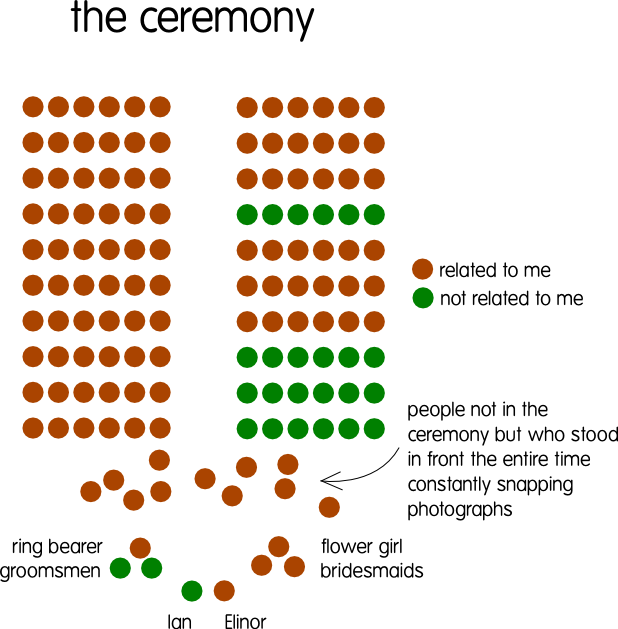 the ceremony
related to me
not related to me
people not in the
ceremony but who stood
in front the entire time
constantly snapping
photographs
ring bearer
groomsmen
flower girl
bridesmaids
Ian
Elinor